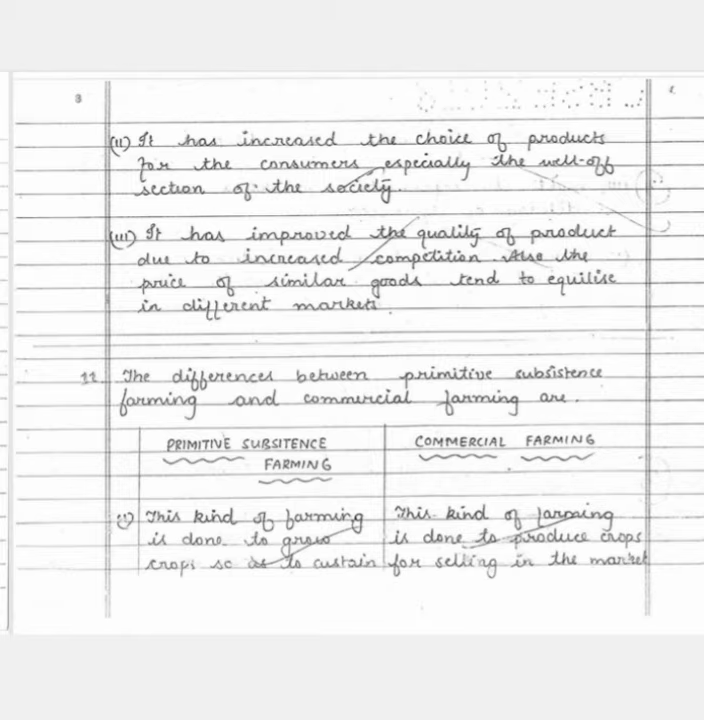 (ii) It has increased the choice of products
for the consumers especially the well-off
section of the society.
(iii) It has improved the quality of product
due to increased competition. Also the
price of similar goods tend to equilise
in different markets.
12. The differences between primitive subsistence
farming and commercial farming are.
PRIMITIVE SUBSITENCE
FARMING
COMMERCIAL FARMING
(i) This kind of farming
is done to grow
crops so as to custain
This kind of farming
is done to produce crops
for selling in the market